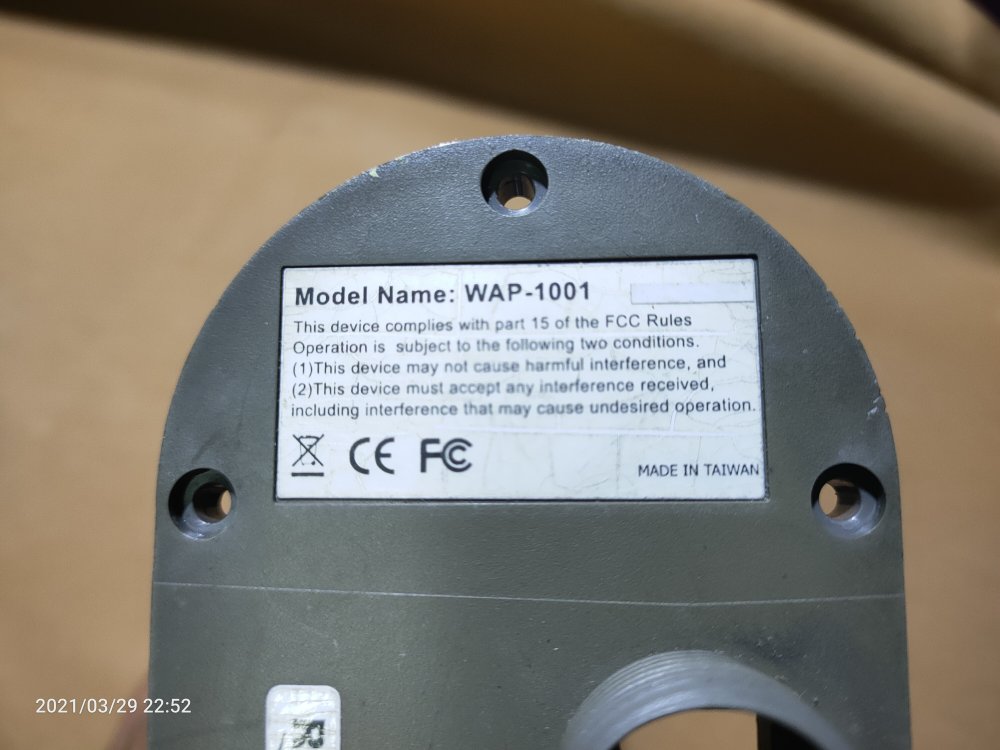 Model Name: WAP-1001
This device complies with part 15 of the FCC Rules
Operation is subject to the following two conditions.
(1)This device may not cause harmful interference, and
(2)This device must accept any interference received,
including interference that may cause undesired operation.
CE FC
MADE IN TAIWAN
2021/03/29 22:52